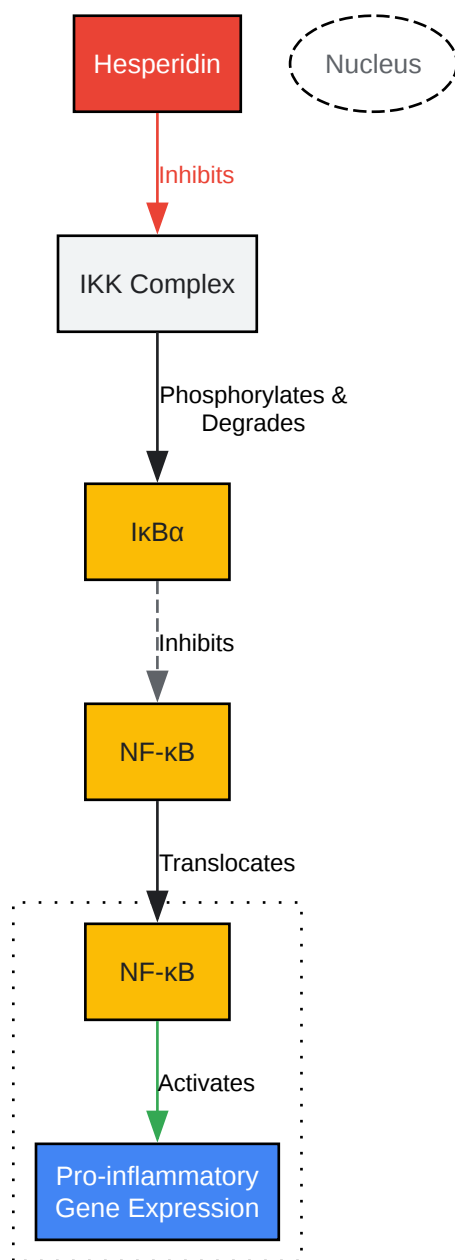 Hesperidin
Nucleus
Inhibits
IKK Complex
Phosphorylates &
Degrades
IκBα
Inhibits
NF-κB
Translocates
NF-κB
Activates
Pro-inflammatory
Gene Expression